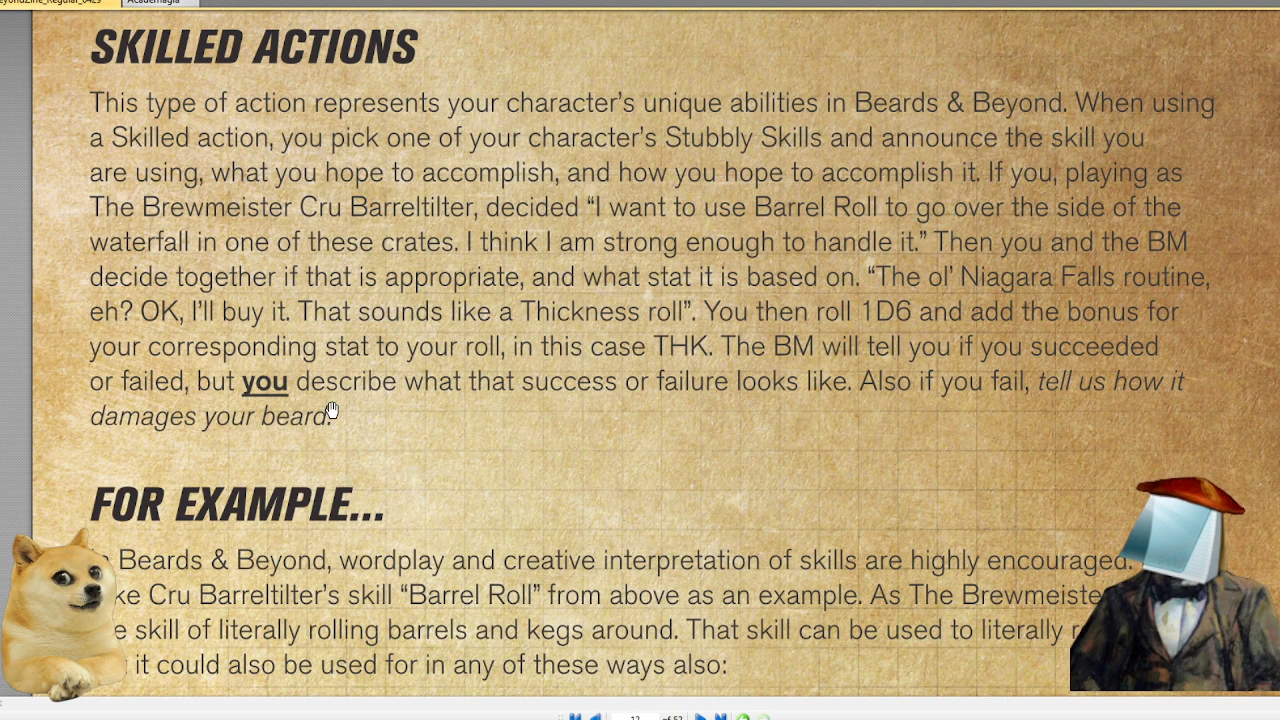 Academagia
SKILLED ACTIONS
This type of action represents your character’s unique abilities in Beards & Beyond. When using
a Skilled action, you pick one of your character’s Stubbly Skills and announce the skill you
are using, what you hope to accomplish, and how you hope to accomplish it. If you, playing as
The Brewmeister Cru Barreltilter, decided “I want to use Barrel Roll to go over the side of the
waterfall in one of these crates. I think I am strong enough to handle it.” Then you and the BM
decide together if that is appropriate, and what stat it is based on. “The ol’ Niagara Falls routine,
eh? OK, I’ll buy it. That sounds like a Thickness roll”. You then roll 1D6 and add the bonus for
your corresponding stat to your roll, in this case THK. The BM will tell you if you succeeded
or failed, but you describe what that success or failure looks like. Also if you fail, tell us how it
damages your beard.
FOR EXAMPLE...
Beards & Beyond, wordplay and creative interpretation of skills are highly encouraged.
ke Cru Barreltilter’s skill “Barrel Roll” from above as an example. As The Brewmeiste
e skill of literally rolling barrels and kegs around. That skill can be used to literally r
it could also be used for in any of these ways also:
12 of 52